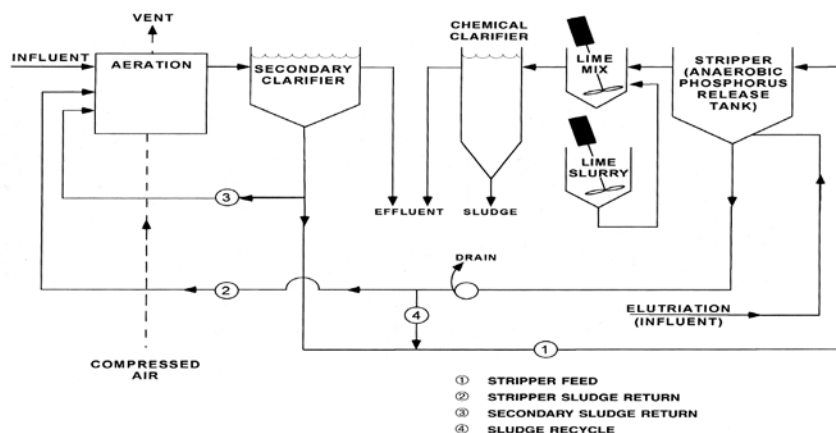 VENT
INFLUENT
AERATION
SECONDARY
CLARIFIER
CHEMICAL
CLARIFIER
LIME
MIX
STRIPPER
(ANAEROBIC
PHOSPHORUS
RELEASE
TANK)
LIME
SLURRY
3
EFFLUENT
SLUDGE
DRAIN
2
4
ELUTRIATION
(INFLUENT)
1
COMPRESSED
AIR
① STRIPPER FEED
② STRIPPER SLUDGE RETURN
③ SECONDARY SLUDGE RETURN
④ SLUDGE RECYCLE